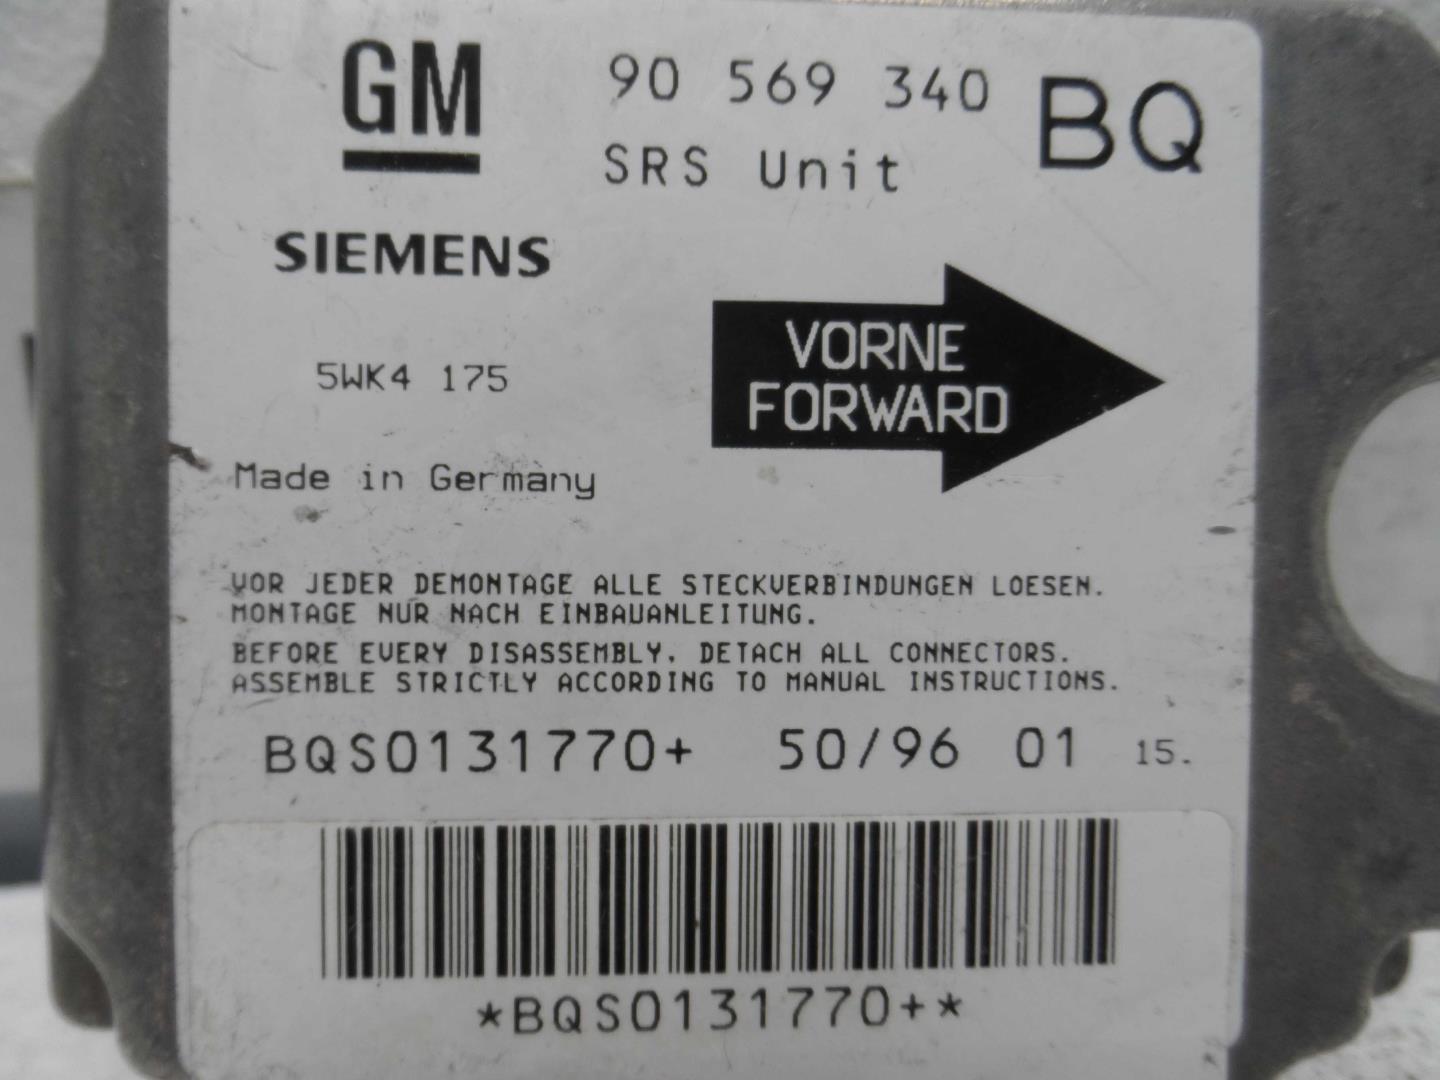 GM
90 569 340 BQ
SRS Unit
SIEMENS
VORNE
FORWARD
5WK4 175
Made in Germany
VOR JEDER DEMONTAGE ALLE STECKVERBINDUNGEN LOESEN.
MONTAGE NUR NACH EINBAUANLEITUNG.
BEFORE EVERY DISASSEMBLY, DETACH ALL CONNECTORS.
ASSEMBLE STRICTLY ACCORDING TO MANUAL INSTRUCTIONS.
BQS0131770+ 50/96 01 15.
*BQS0131770+*